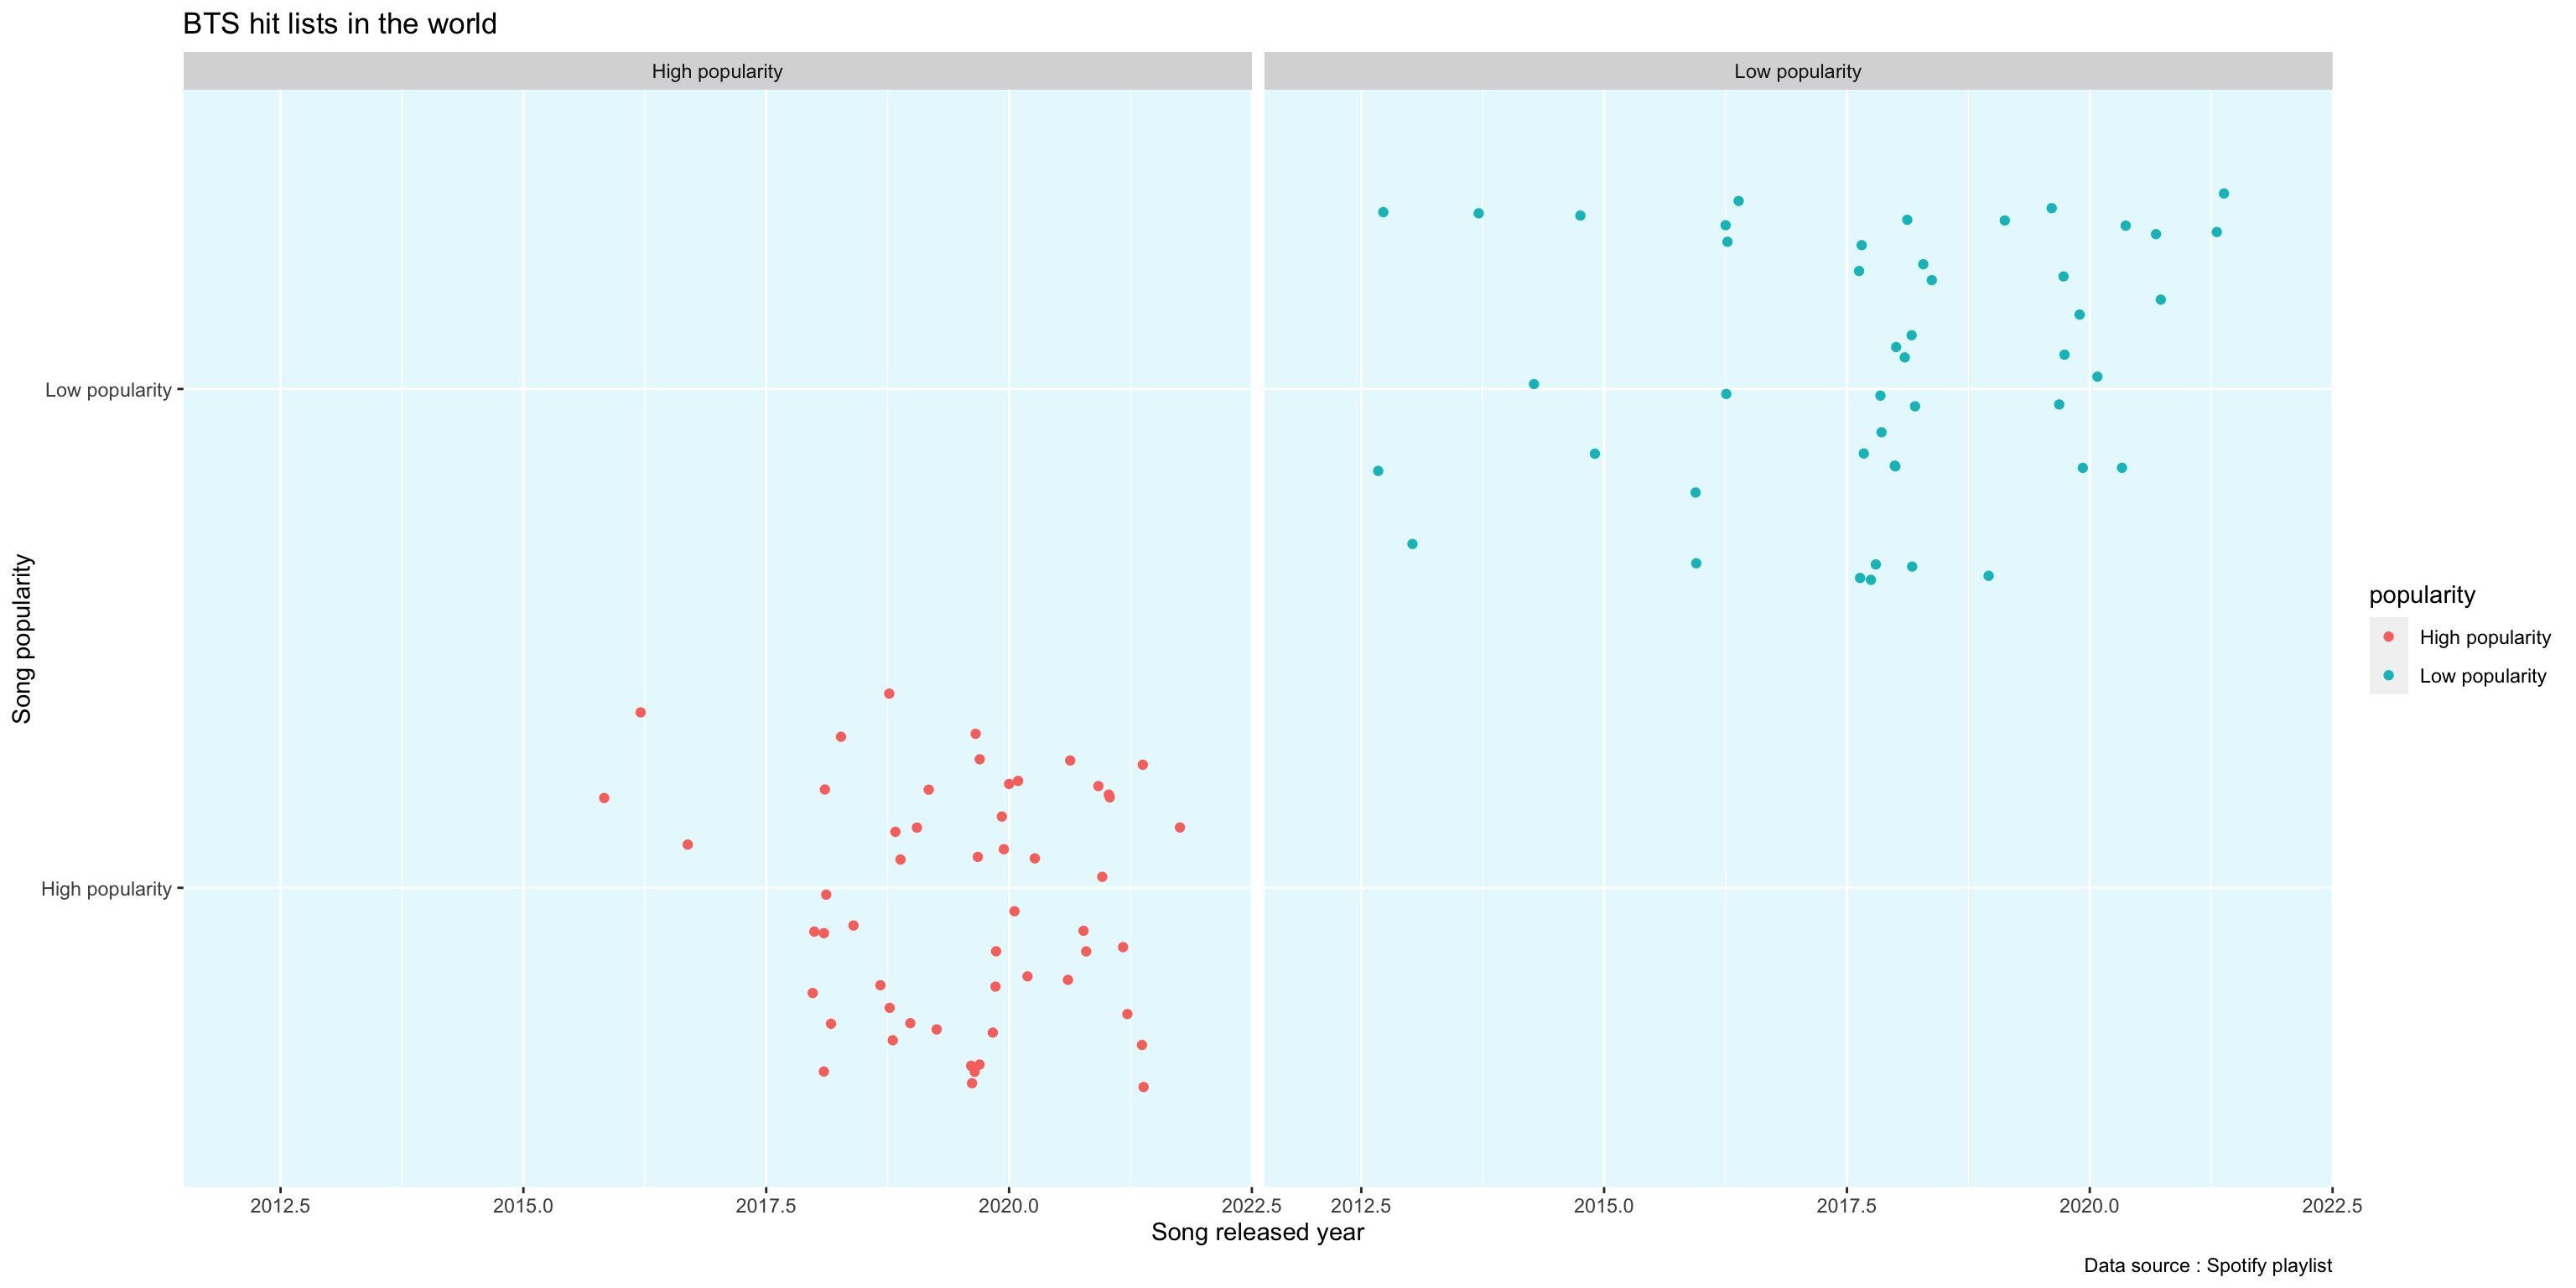 BTS hit lists in the world
High popularity
Low popularity
Song popularity
Low popularity
High popularity
popularity
High popularity
Low popularity
2012.5 2015.0 2017.5 2020.0 2022.5
2012.5 2015.0 2017.5 2020.0 2022.5
Song released year
Data source : Spotify playlist